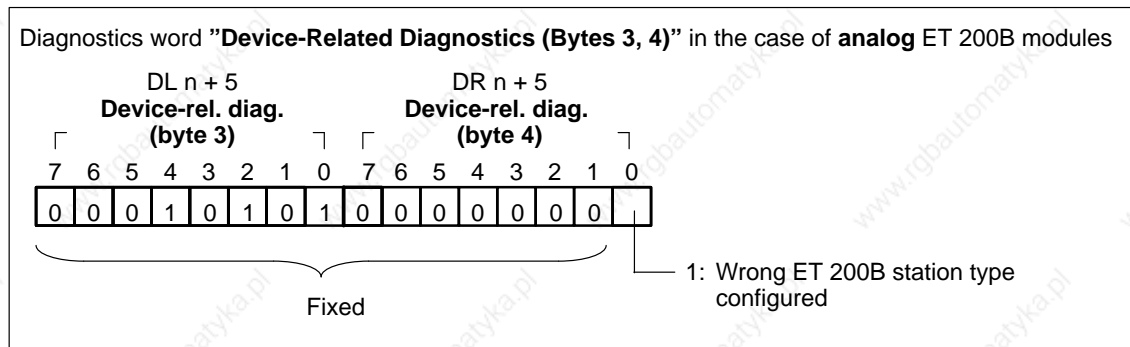 Diagnostics word ”Device-Related Diagnostics (Bytes 3, 4)” in the case of analog ET 200B modules
DL n + 5 DR n + 5
Device-rel. diag. Device-rel. diag.
(byte 3) (byte 4)
7 6 5 4 3 2 1 0 7 6 5 4 3 2 1 0
0 0 0 1 0 1 0 1 0 0 0 0 0 0 0
1: Wrong ET 200B station type
configured
Fixed
www.rgbautomatyka.pl